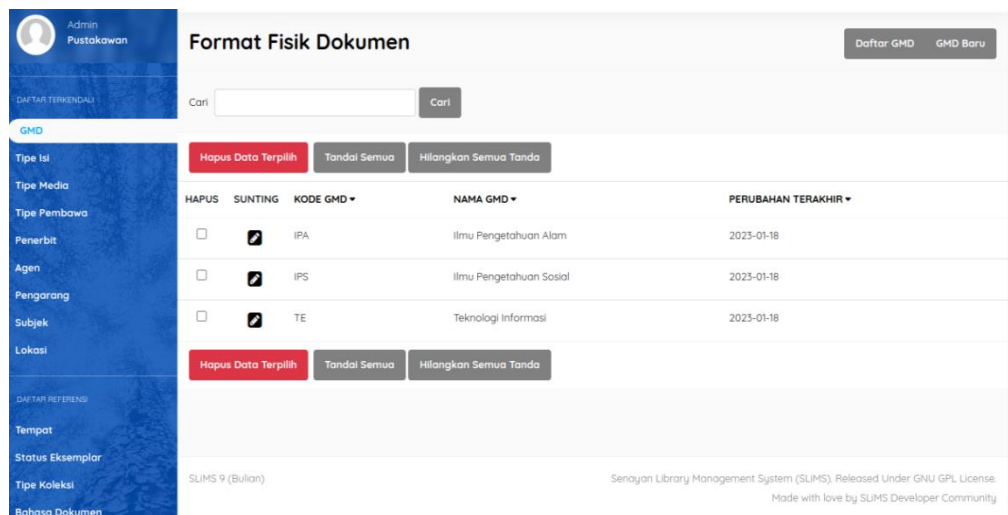 Admin
Pustakawan
DAFTAR TERKENDALI
GMD
Tipe Isi
Tipe Media
Tipe Pembawa
Penerbit
Agen
Pengarang
Subjek
Lokasi
DAFTAR REFERENSI
Tempat
Status Eksemplar
Tipe Koleksi
Bahasa Dokumen
Format Fisik Dokumen
Daftar GMD GMD Baru
Cari Cari
Hapus Data Terpilih Tandai Semua Hilangkan Semua Tanda
HAPUS SUNTING KODE GMD NAMA GMD PERUBAHAN TERAKHIR
IPA Ilmu Pengetahuan Alam 2023-01-18
IPS Ilmu Pengetahuan Sosial 2023-01-18
TE Teknologi Informasi 2023-01-18
Hapus Data Terpilih Tandai Semua Hilangkan Semua Tanda
SLiMS 9 (Bulian)
Senayan Library Management System (SLiMS). Released Under GNU GPL License.
Made with love by SLiMS Developer Community